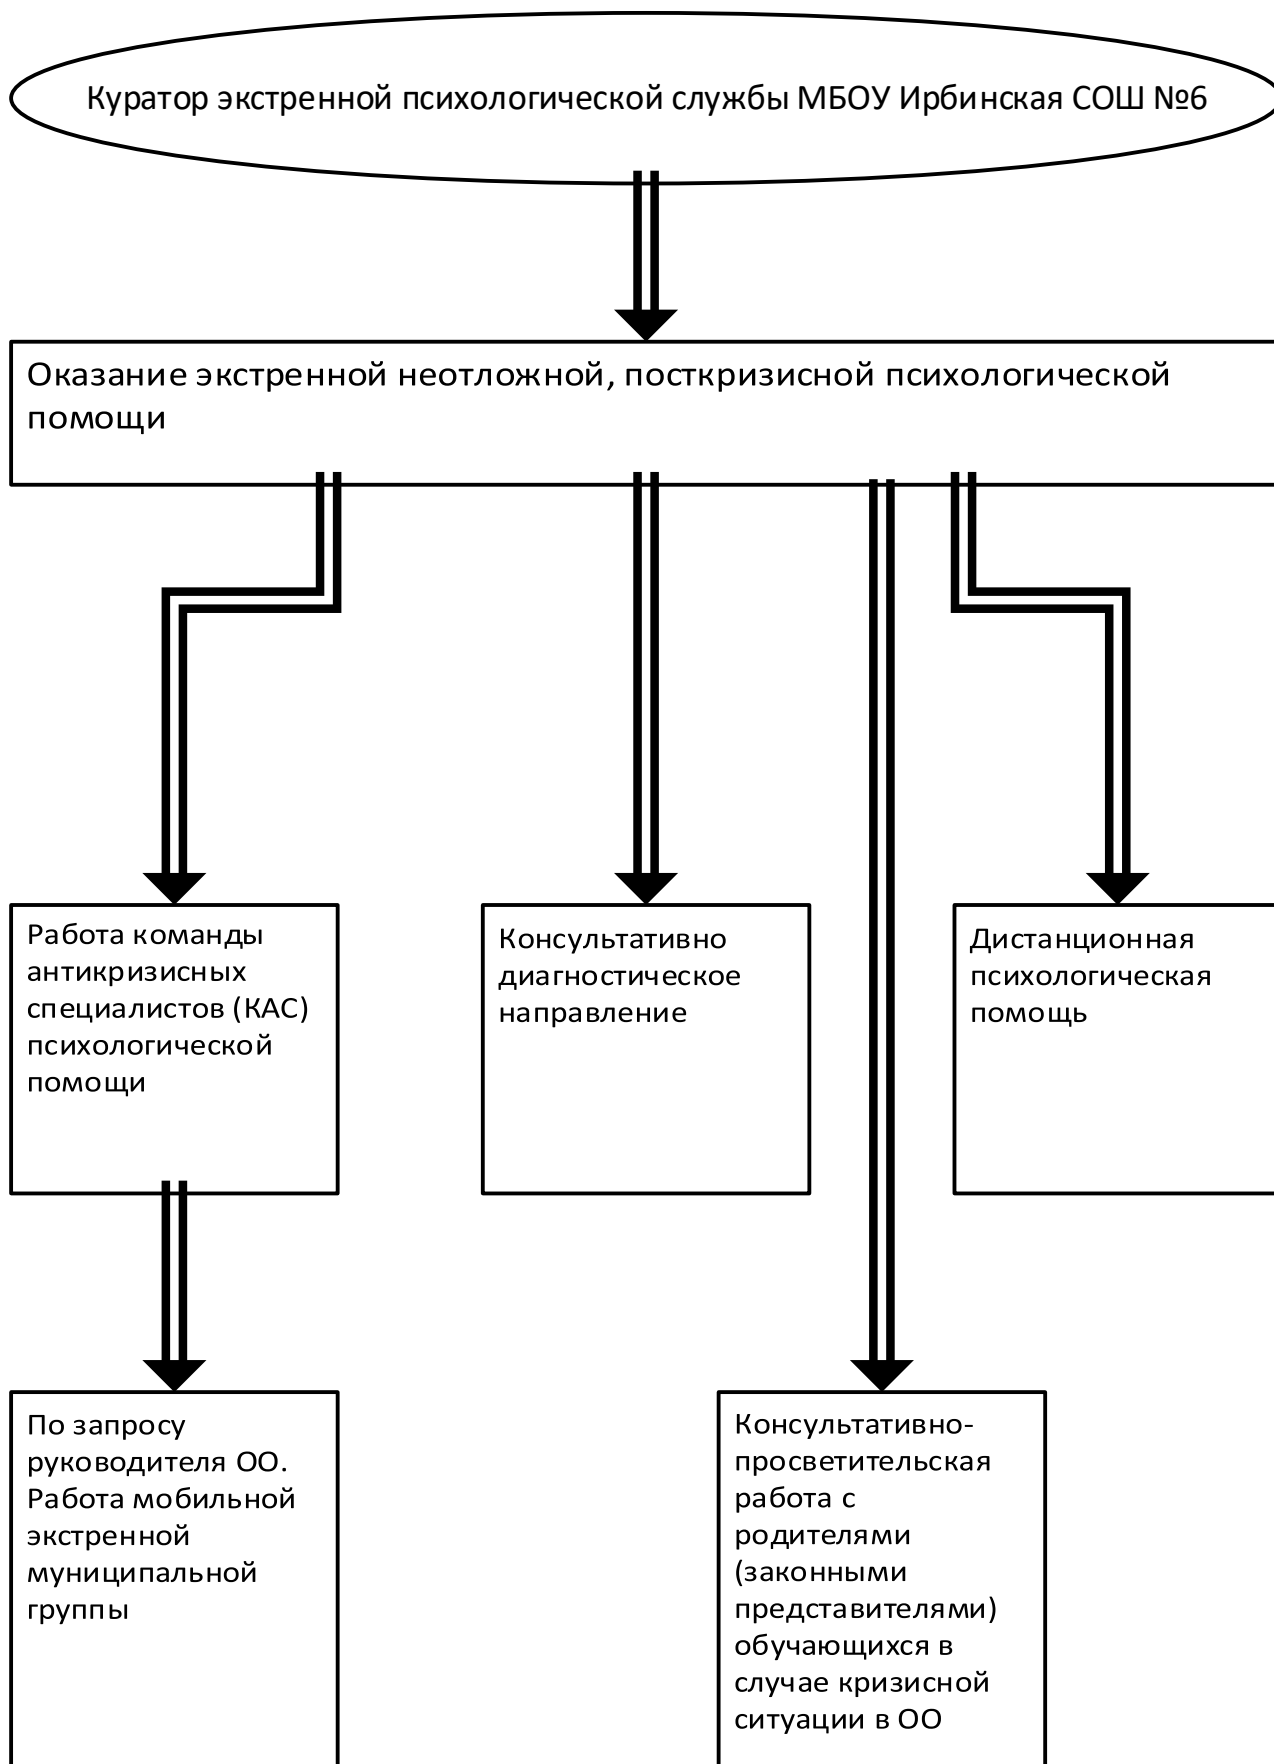 Куратор экстренной психологической службы МБОУ Ирбинская СОШ №6
Оказание экстренной неотложной, посткризисной психологической
помощи
Работа команды
антикризисных
специалистов (КАС)
психологической
помощи
Консультативно
диагностическое
направление
Дистанционная
психологическая
помощь
По запросу
руководителя ОО.
Работа мобильной
экстренной
муниципальной
группы
Консультативно-
просветительская
работа с
родителями
(законными
представителями)
обучающихся в
случае кризисной
ситуации в ОО